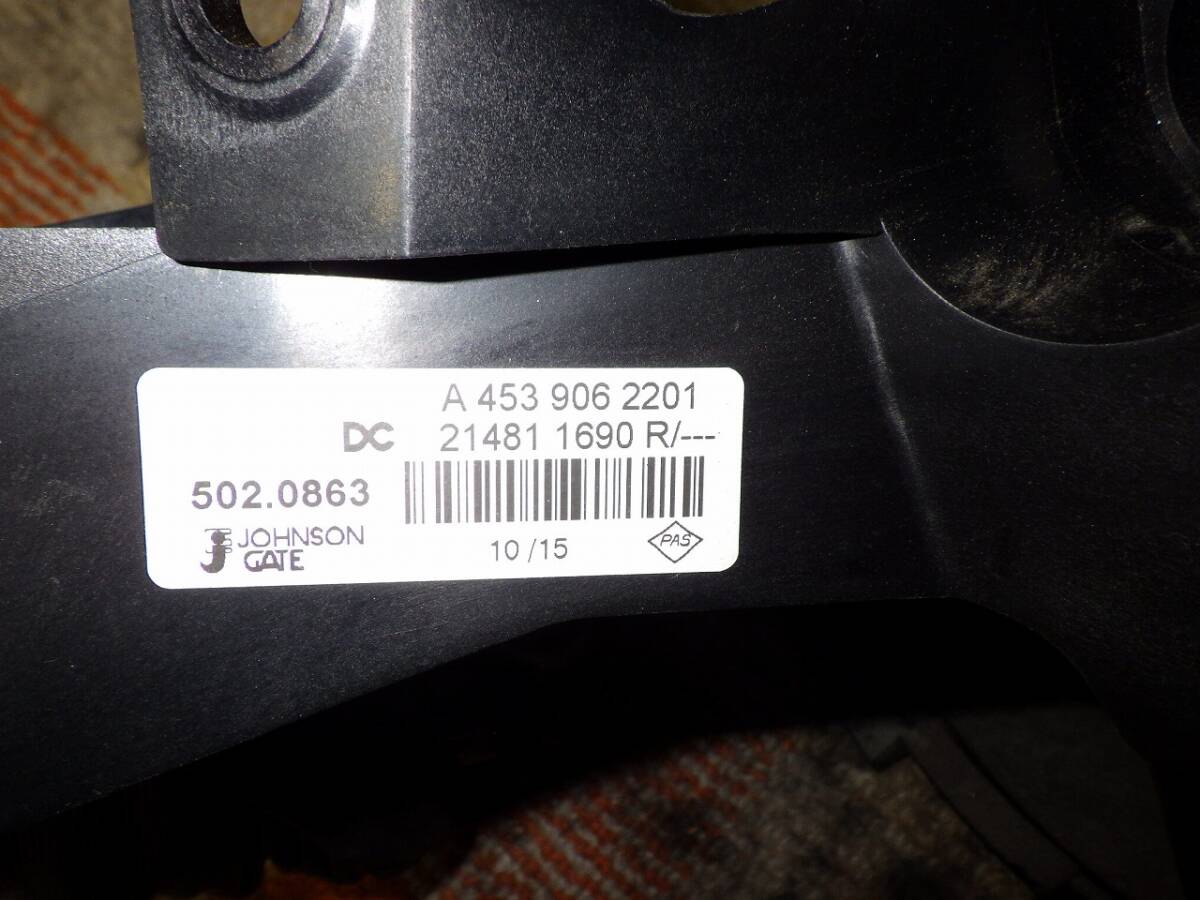 A 453 906 2201
DC 21481 1690 R/---
502.0863
JOHNSON
GATE
10 /15
PAS